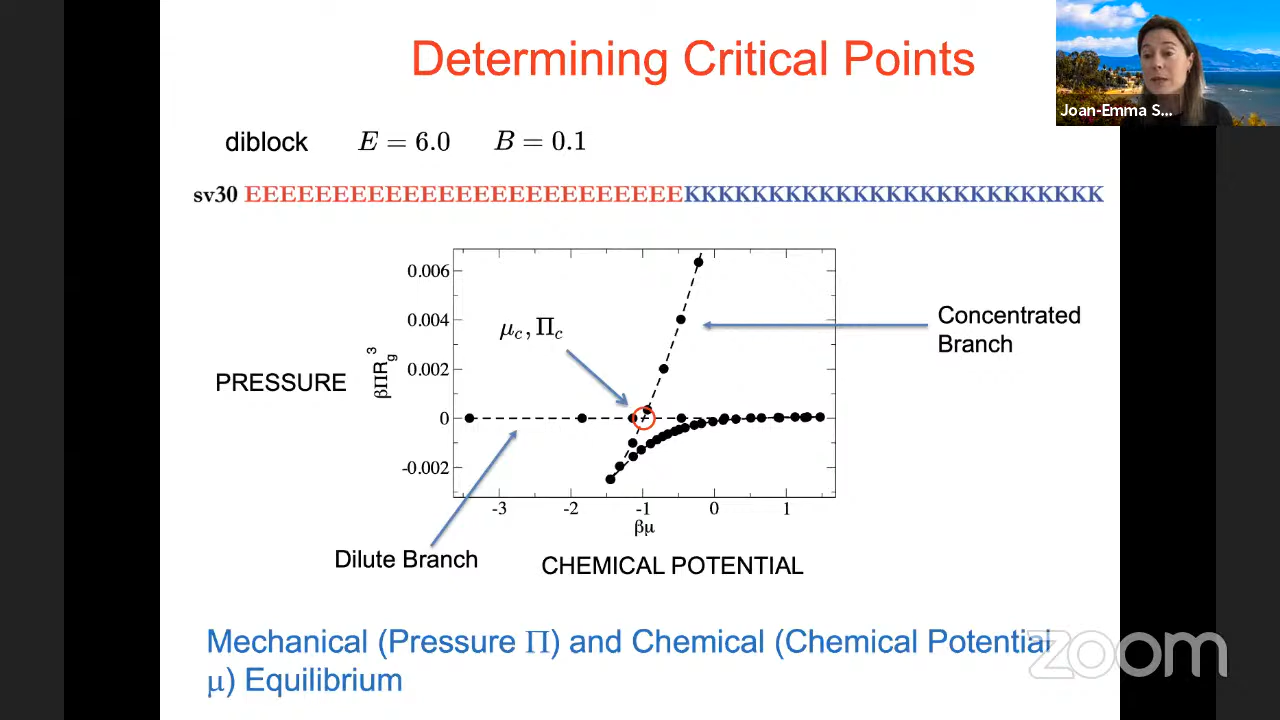 Determining Critical Points
Joan-Emma S...
diblock E = 6.0 B = 0.1
sv30 EEEEEEEEEEEEEEEEEEEEEEEEEKKKKKKKKKKKKKKKKKKKKKKKKK
0.006
0.004
0.002
0
-0.002
μc, Πc
Concentrated
Branch
PRESSURE
βΠRg³
-3 -2 -1 0 1
βμ
Dilute Branch
CHEMICAL POTENTIAL
Mechanical (Pressure Π) and Chemical (Chemical Potential
μ) Equilibrium
zoom